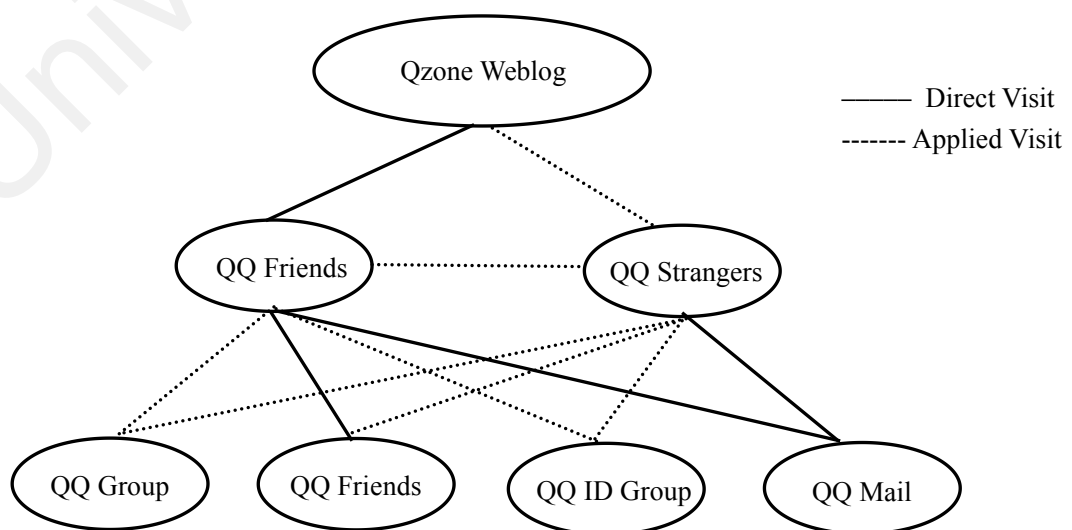 Qzone Weblog
Direct Visit
Applied Visit
QQ Friends
QQ Strangers
QQ Group
QQ Friends
QQ ID Group
QQ Mail